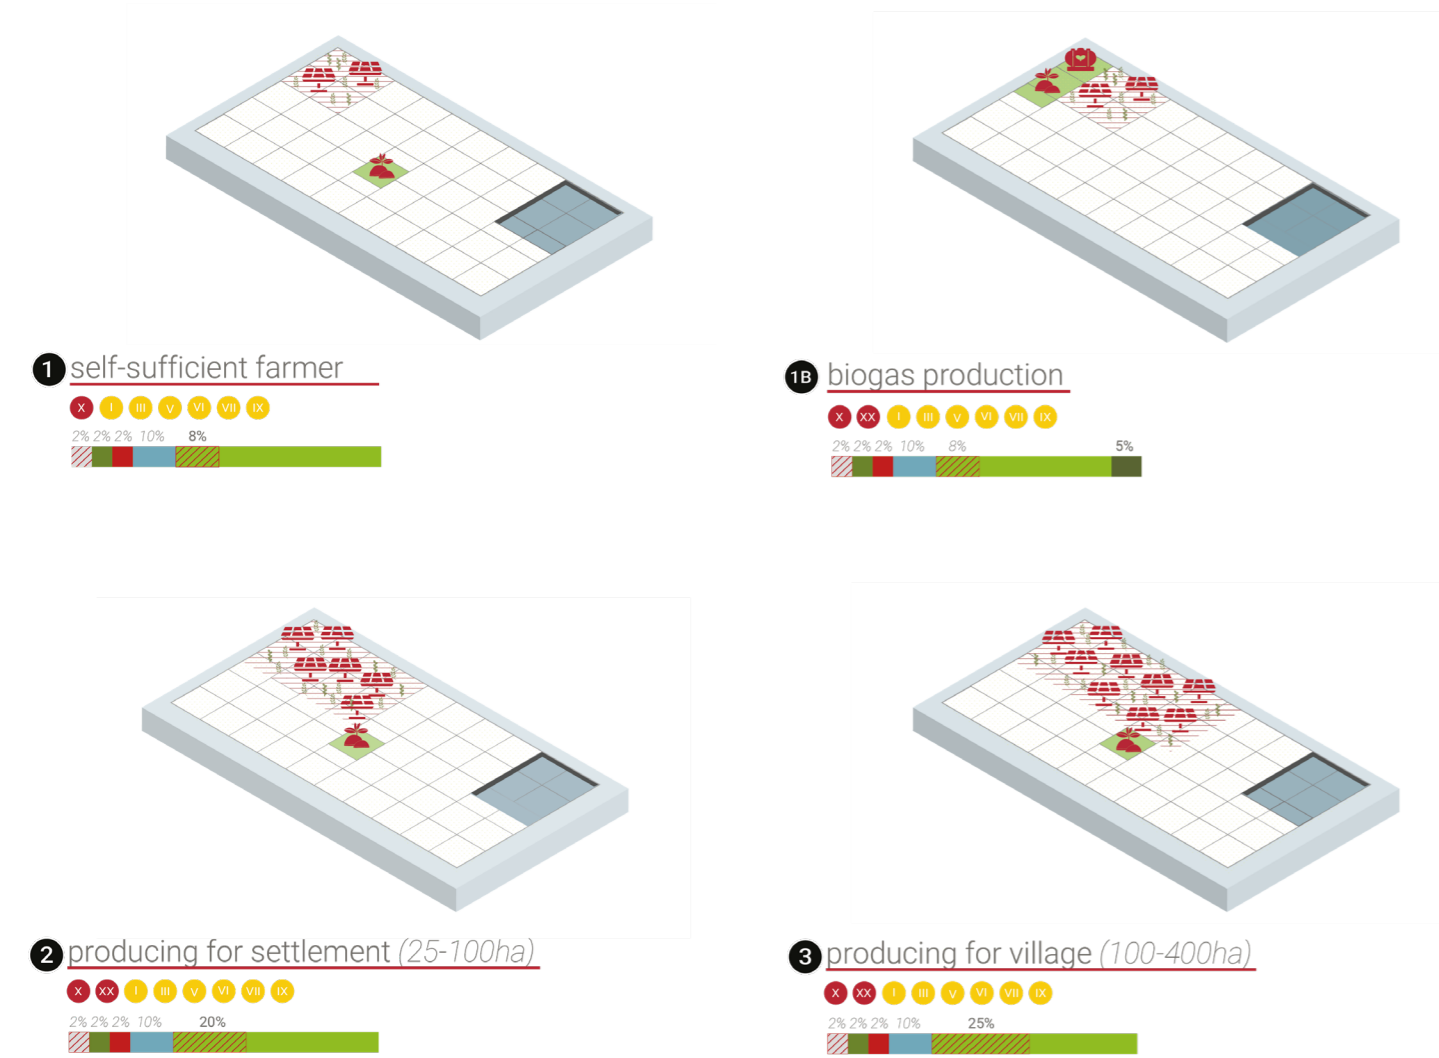 1 self-sufficient farmer
X I III V VI VII IX
2% 2% 2% 10% 8%
1B biogas production
X XX I III V VI VII IX
2% 2% 2% 10% 8% 5%
2 producing for settlement (25-100ha)
X XX I III V VI VII IX
2% 2% 2% 10% 20%
3 producing for village (100-400ha)
X XX I III V VI VII IX
2% 2% 2% 10% 25%